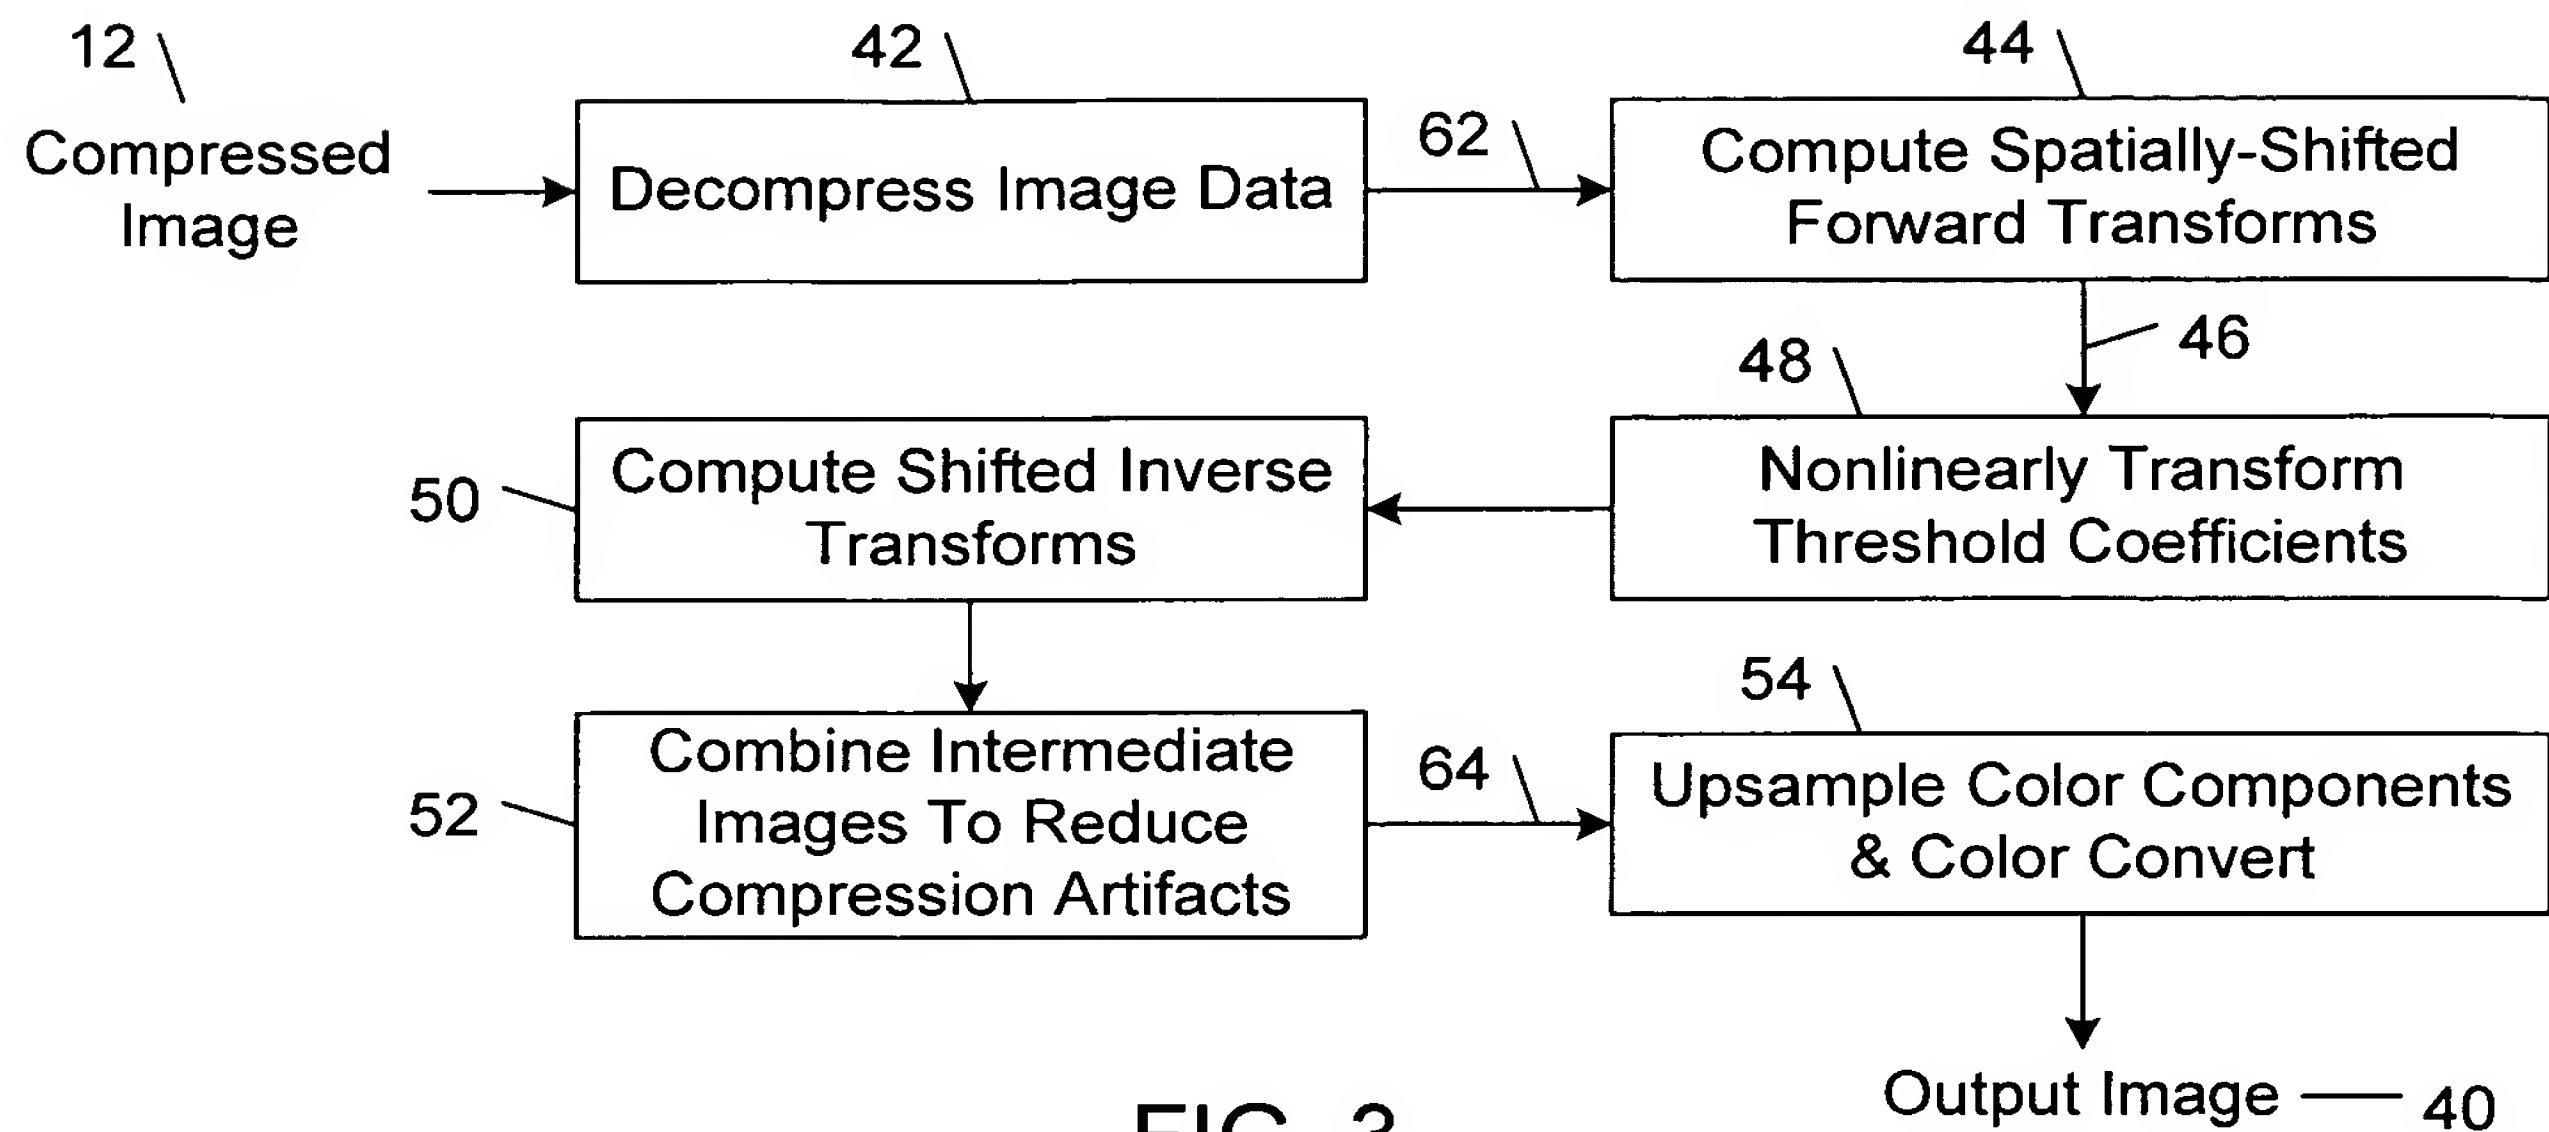 12
42
44
Compressed
Image
Decompress Image Data
62
Compute Spatially-Shifted
Forward Transforms
46
48
50
Compute Shifted Inverse
Transforms
Nonlinearly Transform
Threshold Coefficients
52
Combine Intermediate
Images To Reduce
Compression Artifacts
64
54
Upsample Color Components
& Color Convert
Output Image
40
FIG. 3